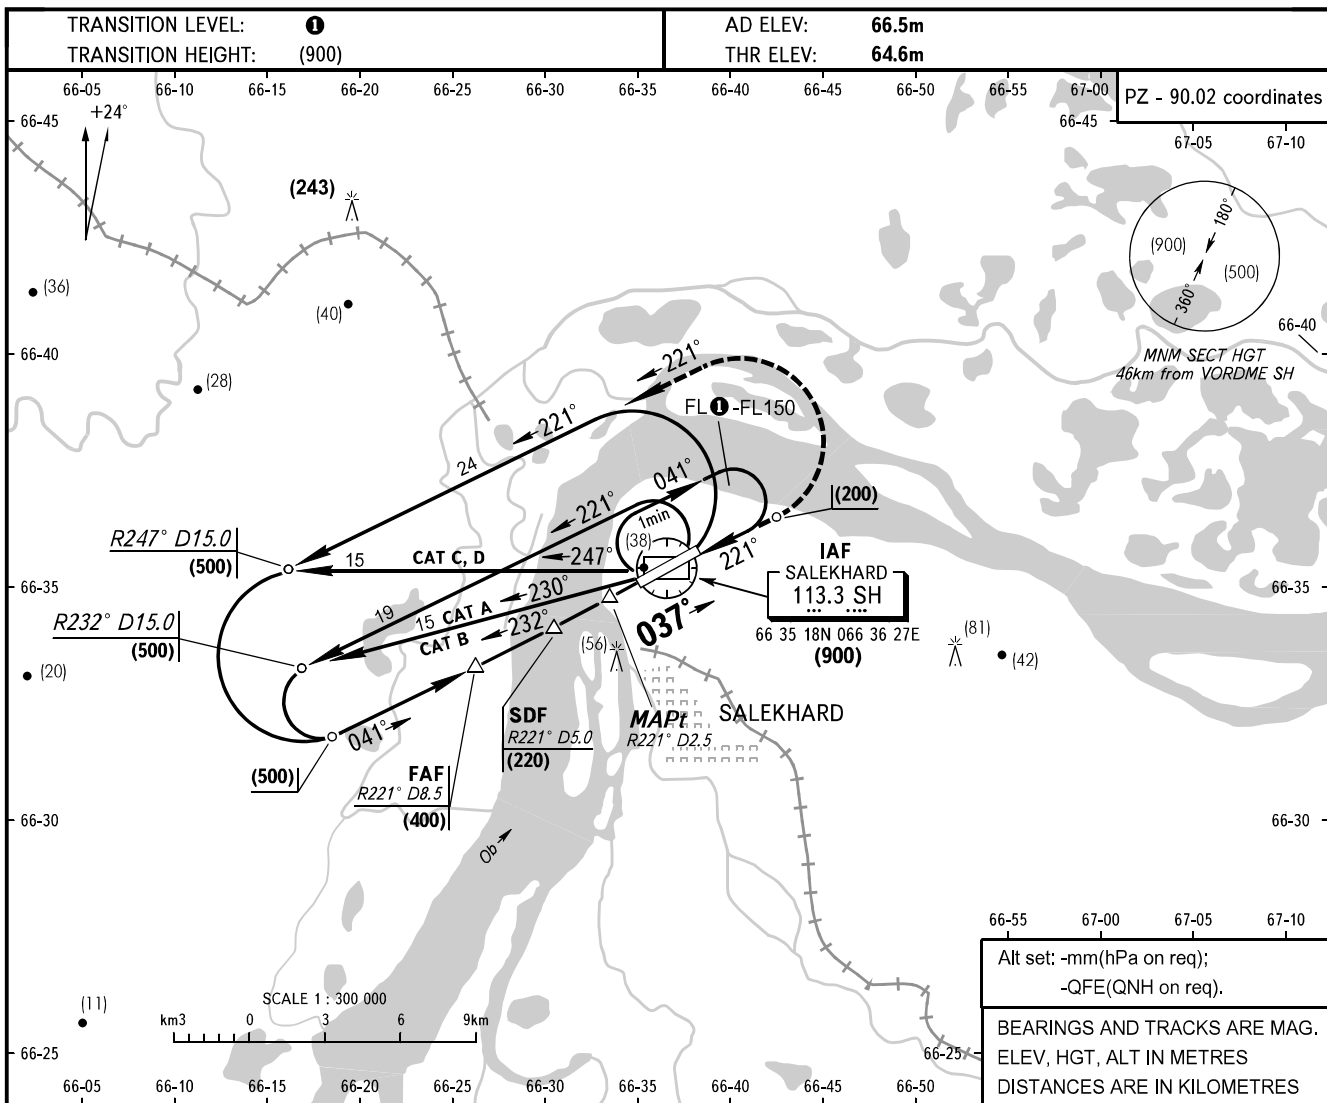 TRANSITION LEVEL: ❶
TRANSITION HEIGHT: (900)
AD ELEV: 66.5m
THR ELEV: 64.6m
66-05 66-10 66-15 66-20 66-25 66-30 66-35 66-40 66-45 66-50 66-55 67-00
PZ - 90.02 coordinates
66-45
66-45
67-05 67-10
+24°
(243)
180°
(900)
(500)
360°
(36)
(40)
66-40
66-40
MNM SECT HGT
46km from VORDME SH
(28)
221°
FL❶-FL150
221°
24
041°
221°
(200)
1min
(38)
R247° D15.0
(500)
15
CAT C, D
247°
221°
IAF
SALEKHARD
113.3 SH
66 35 18N 066 36 27E
(900)
66-35
66-35
230°
15 CAT A
19
232°
CAT B
037°
R232° D15.0
(500)
(56)
(81)
(42)
(20)
SDF
R221° D5.0
(220)
MAPt
R221° D2.5
SALEKHARD
041°
(500)
FAF
R221° D8.5
(400)
66-30
66-30
Ob
66-55 67-00 67-05 67-10
Alt set: -mm(hPa on req);
-QFE(QNH on req).
(11)
SCALE 1 : 300 000
km3 0 3 6 9km
BEARINGS AND TRACKS ARE MAG.
ELEV, HGT, ALT IN METRES
DISTANCES ARE IN KILOMETRES
66-25
66-25
66-05 66-10 66-15 66-20 66-25 66-30 66-35 66-40 66-45 66-50